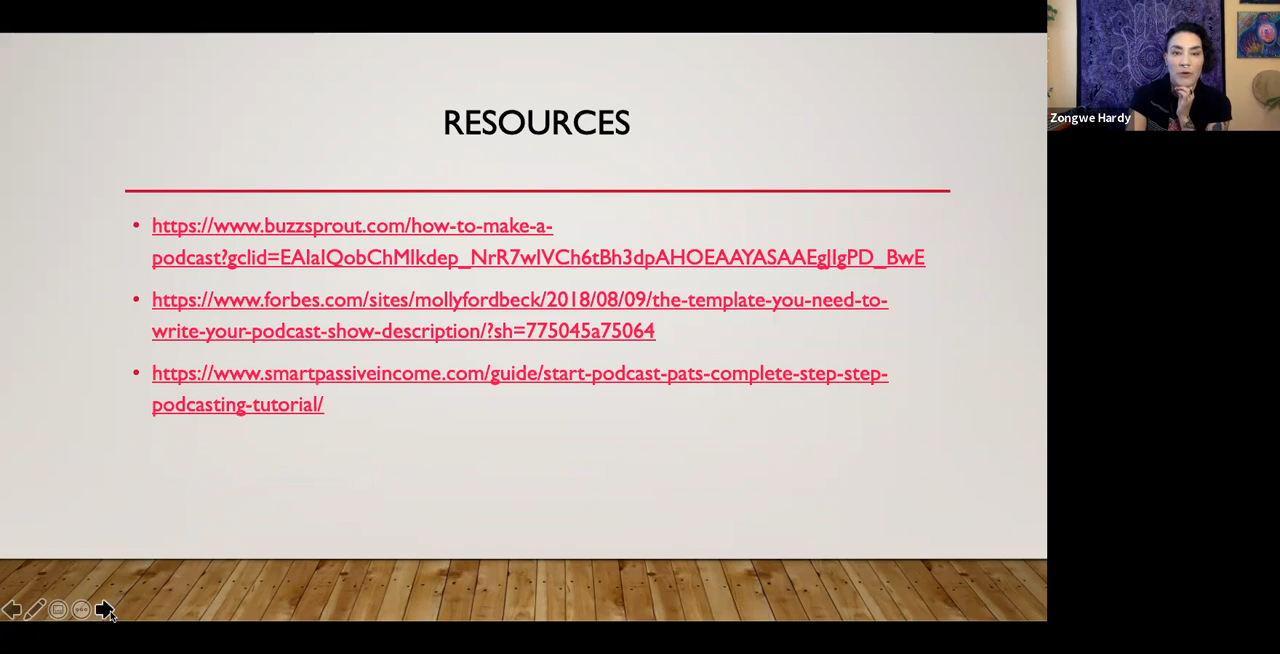 RESOURCES
https://www.buzzsprout.com/how-to-make-a-
podcast?gclid=EAIaIQobChMIkdep_NrR7wIVCh6tBh3dpAHOEAAYASAAEgJIgPD_BwE
https://www.forbes.com/sites/mollyfordbeck/2018/08/09/the-template-you-need-to-
write-your-podcast-show-description/?sh=775045a75064
https://www.smartpassiveincome.com/guide/start-podcast-pats-complete-step-step-
podcasting-tutorial/
Zongwe Hardy